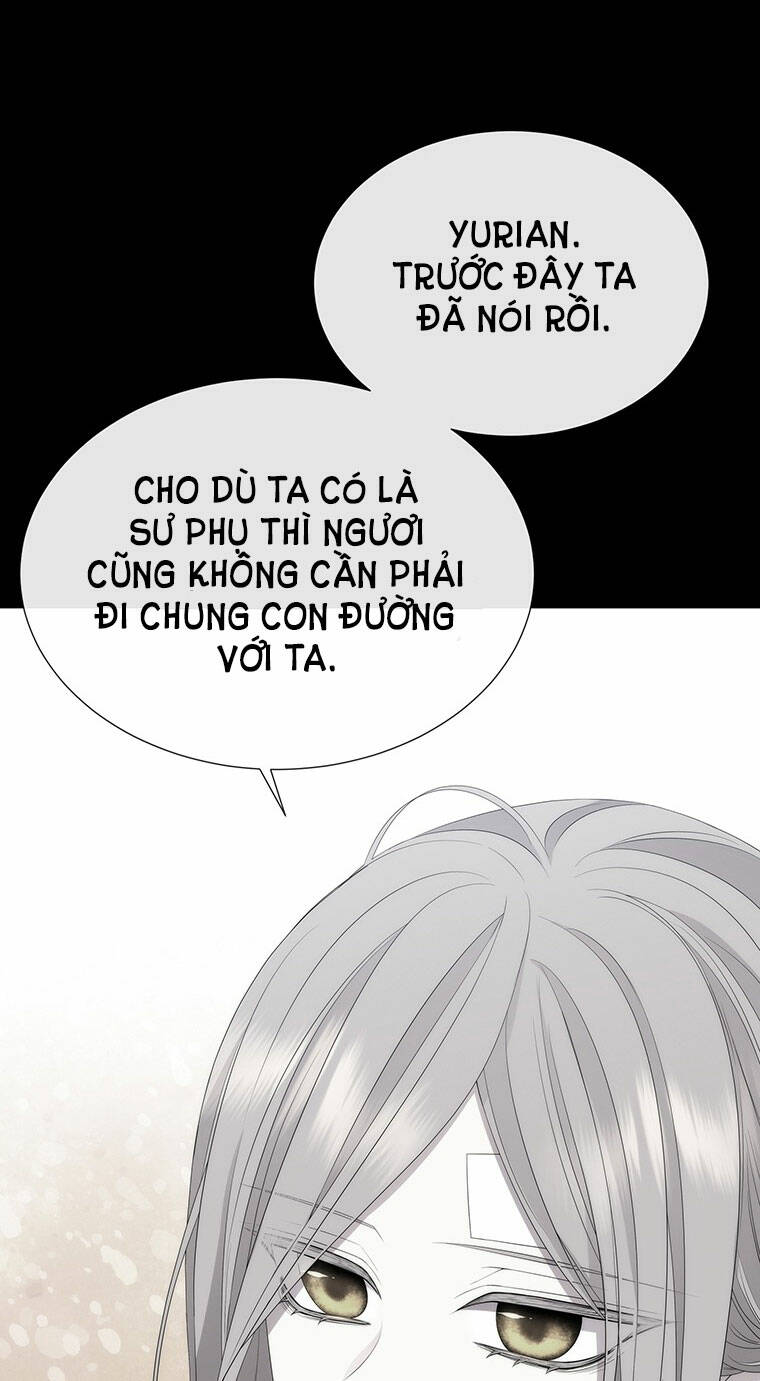 YURIAN.
TRƯỚC ĐÂY TA
ĐÃ NÓI RỒI.
CHO DÙ TA CÓ LÀ
SƯ PHỤ THÌ NGƯƠI
CŨNG KHÔNG CẦN PHẢI
ĐI CHUNG CON ĐƯỜNG
VỚI TA.